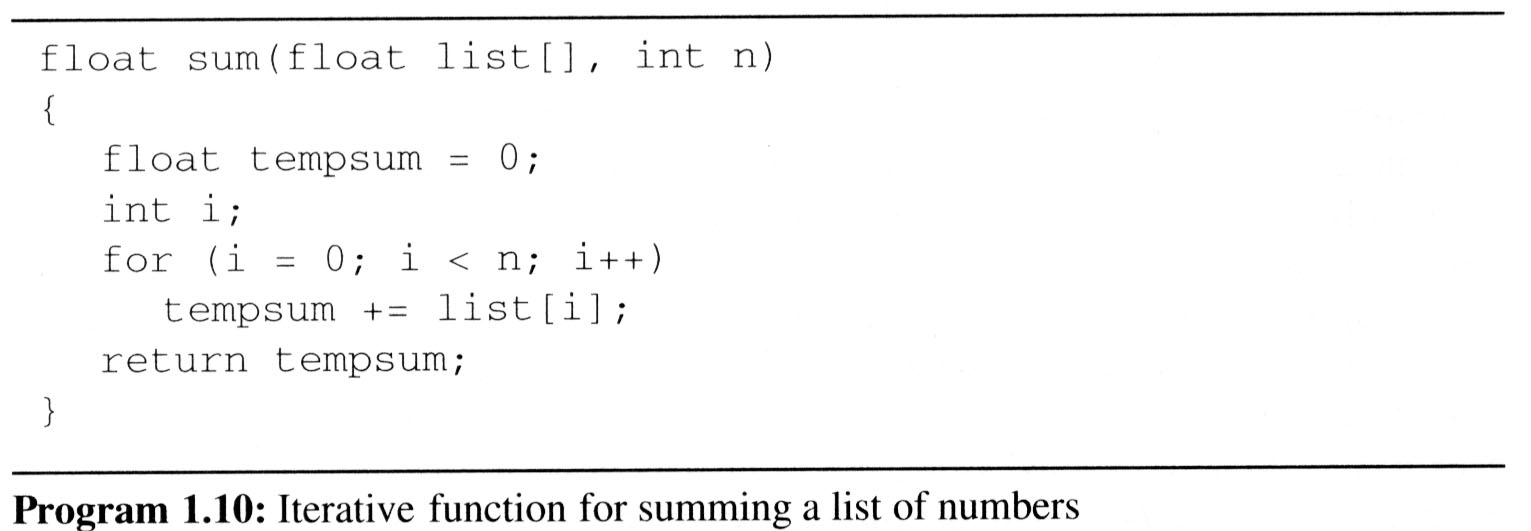 float sum(float list[], int n)
{
float tempsum = 0;
int i;
for (i = 0; i < n; i++)
tempsum += list[i];
return tempsum;
}
Program 1.10: Iterative function for summing a list of numbers